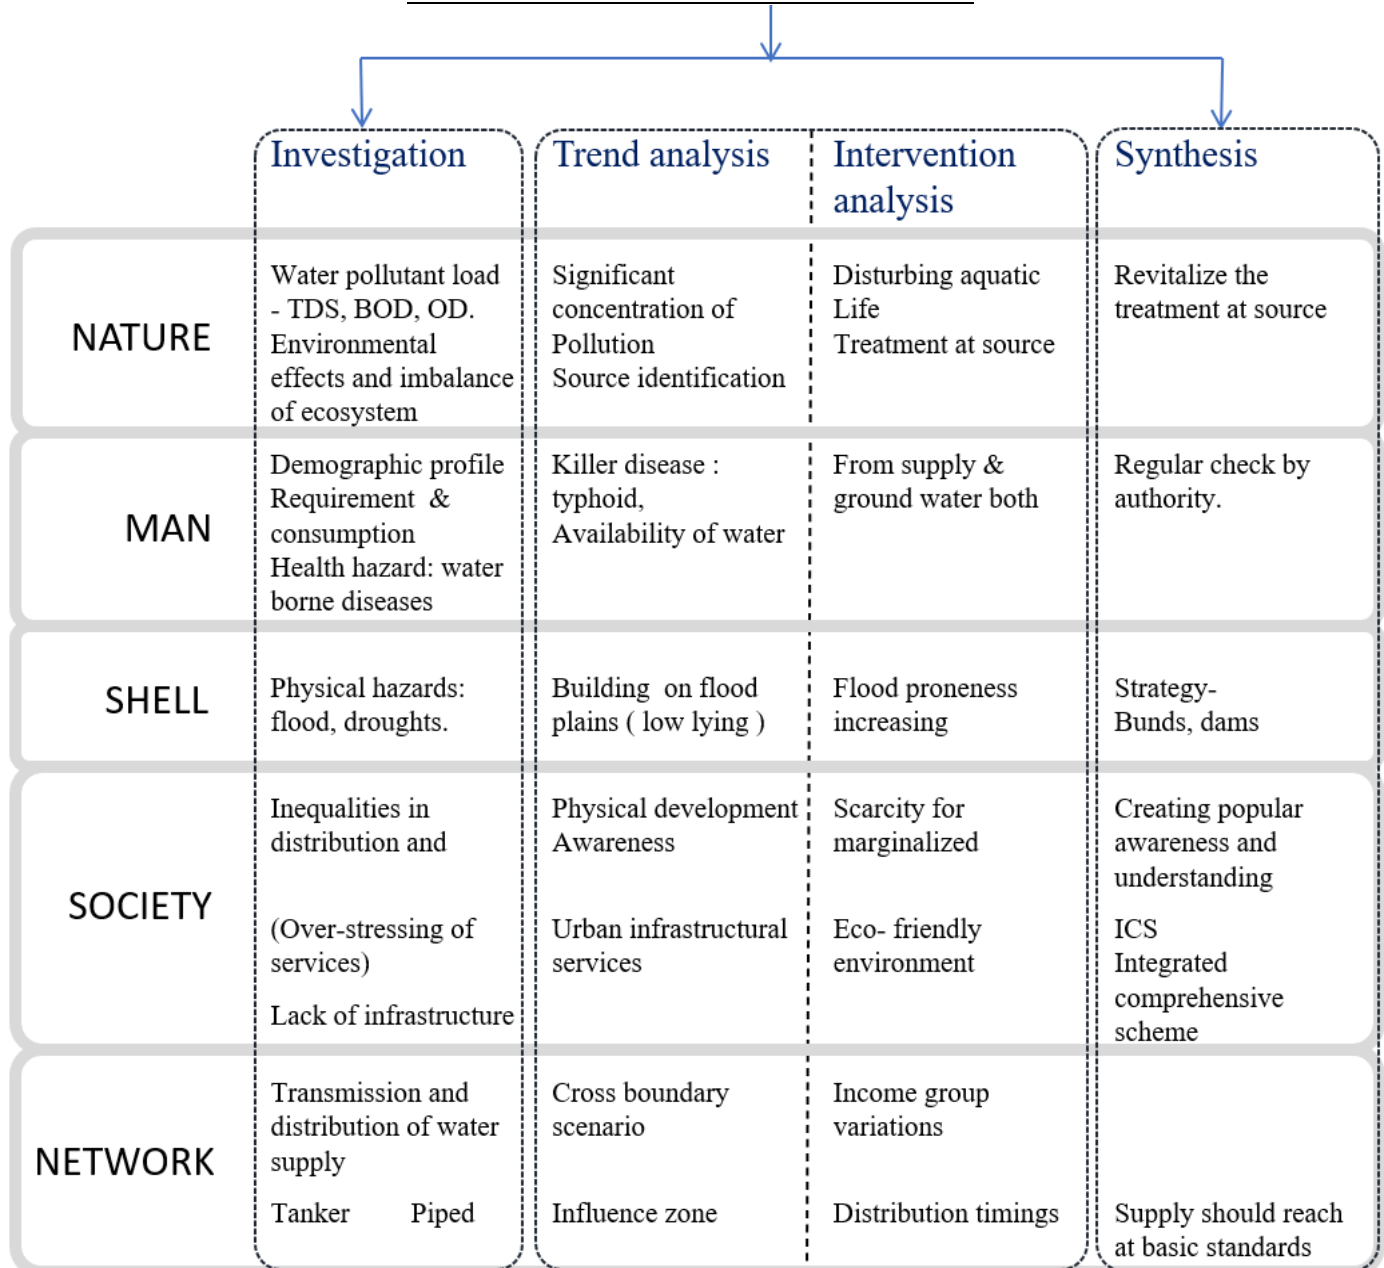 Investigation
Trend analysis
Intervention
analysis
Synthesis
NATURE
Water pollutant load
- TDS, BOD, OD.
Environmental
effects and imbalance
of ecosystem
Significant
concentration of
Pollution
Source identification
Disturbing aquatic
Life
Treatment at source
Revitalize the
treatment at source
MAN
Demographic profile
Requirement &
consumption
Health hazard: water
borne diseases
Killer disease :
typhoid,
Availability of water
From supply &
ground water both
Regular check by
authority.
SHELL
Physical hazards:
flood, droughts.
Building on flood
plains ( low lying )
Flood proneness
increasing
Strategy-
Bunds, dams
SOCIETY
Inequalities in
distribution and
(Over-stressing of
services)
Lack of infrastructure
Physical development
Awareness
Urban infrastructural
services
Scarcity for
marginalized
Eco- friendly
environment
Creating popular
awareness and
understanding
ICS
Integrated
comprehensive
scheme
NETWORK
Transmission and
distribution of water
supply
Tanker Piped
Cross boundary
scenario
Influence zone
Income group
variations
Distribution timings
Supply should reach
at basic standards